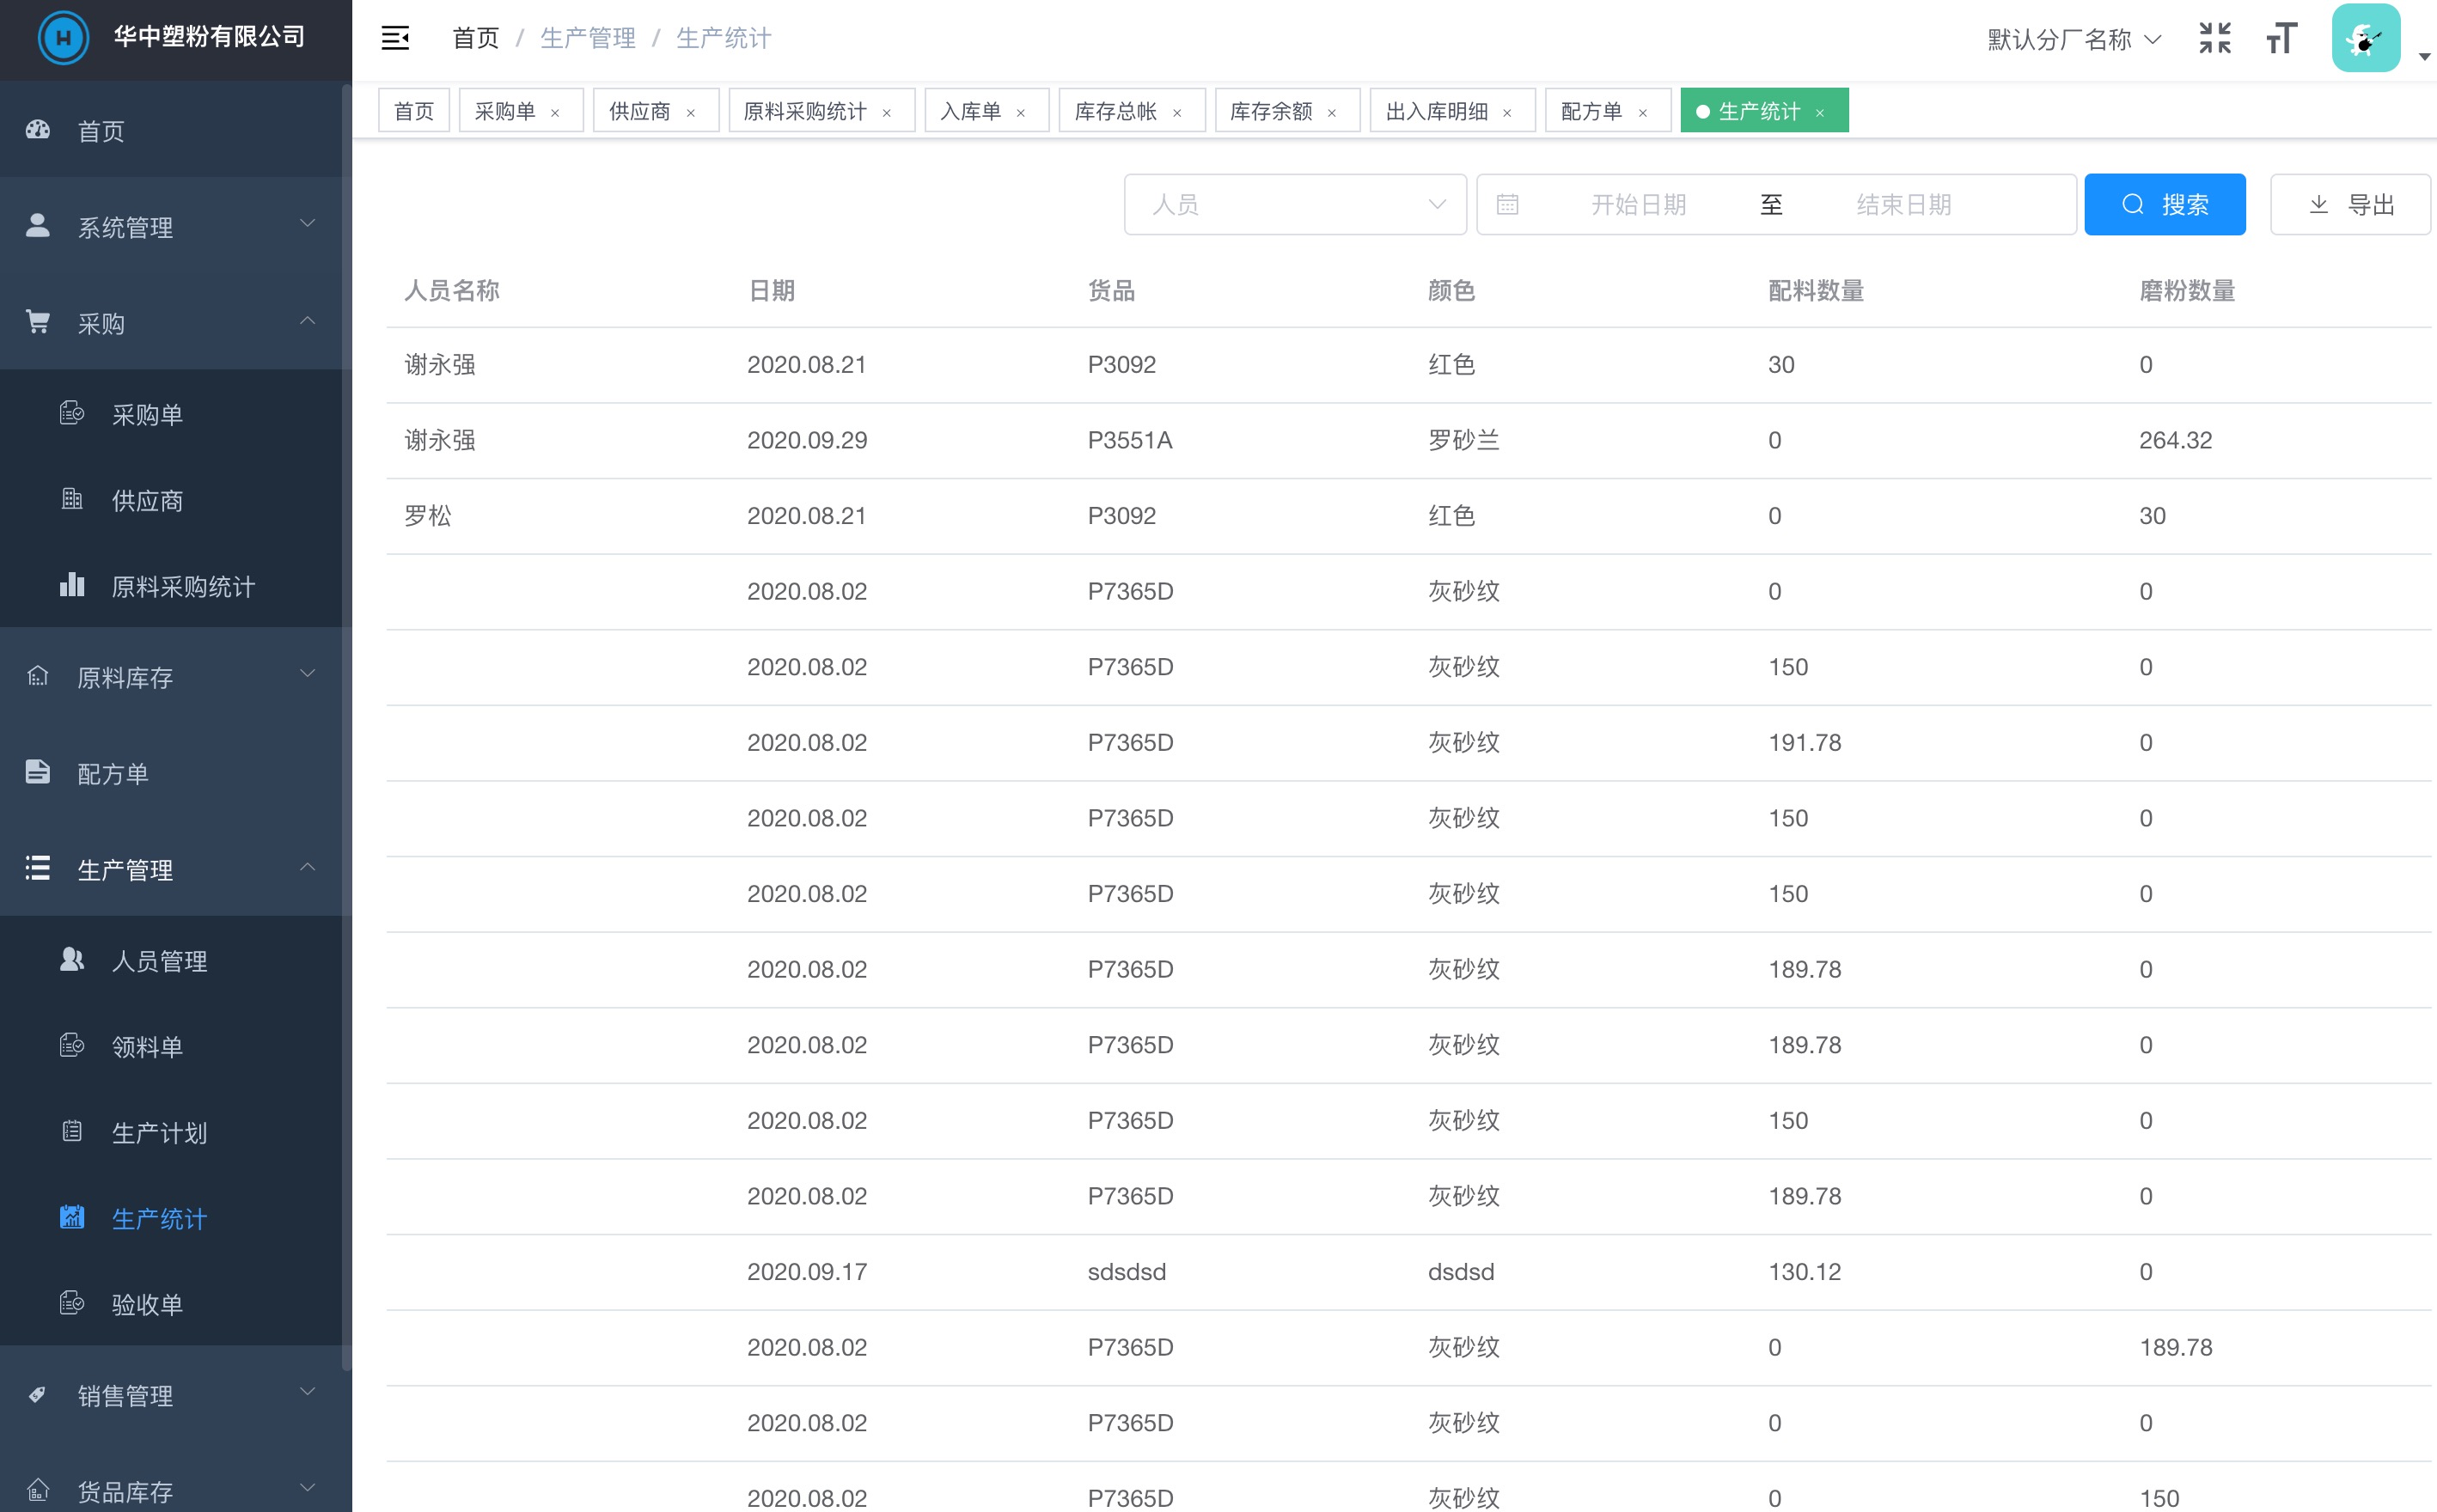 H 华中塑粉有限公司
首页
系统管理
采购
采购单
供应商
原料采购统计
原料库存
配方单
生产管理
人员管理
领料单
生产计划
生产统计
验收单
销售管理
货品库存
首页 / 生产管理 / 生产统计
默认分厂名称
首页 采购单 × 供应商 × 原料采购统计 × 入库单 × 库存总帐 × 库存余额 × 出入库明细 × 配方单 × 生产统计 ×
人员 开始日期 至 结束日期 搜索 导出
人员名称 日期 货品 颜色 配料数量 磨粉数量
谢永强 2020.08.21 P3092 红色 30 0
谢永强 2020.09.29 P3551A 罗砂兰 0 264.32
罗松 2020.08.21 P3092 红色 0 30
2020.08.02 P7365D 灰砂纹 0 0
2020.08.02 P7365D 灰砂纹 150 0
2020.08.02 P7365D 灰砂纹 191.78 0
2020.08.02 P7365D 灰砂纹 150 0
2020.08.02 P7365D 灰砂纹 150 0
2020.08.02 P7365D 灰砂纹 189.78 0
2020.08.02 P7365D 灰砂纹 189.78 0
2020.08.02 P7365D 灰砂纹 150 0
2020.08.02 P7365D 灰砂纹 189.78 0
2020.09.17 sdsdsd dsdsd 130.12 0
2020.08.02 P7365D 灰砂纹 0 189.78
2020.08.02 P7365D 灰砂纹 0 0
2020.08.02 P7365D 灰砂纹 0 150